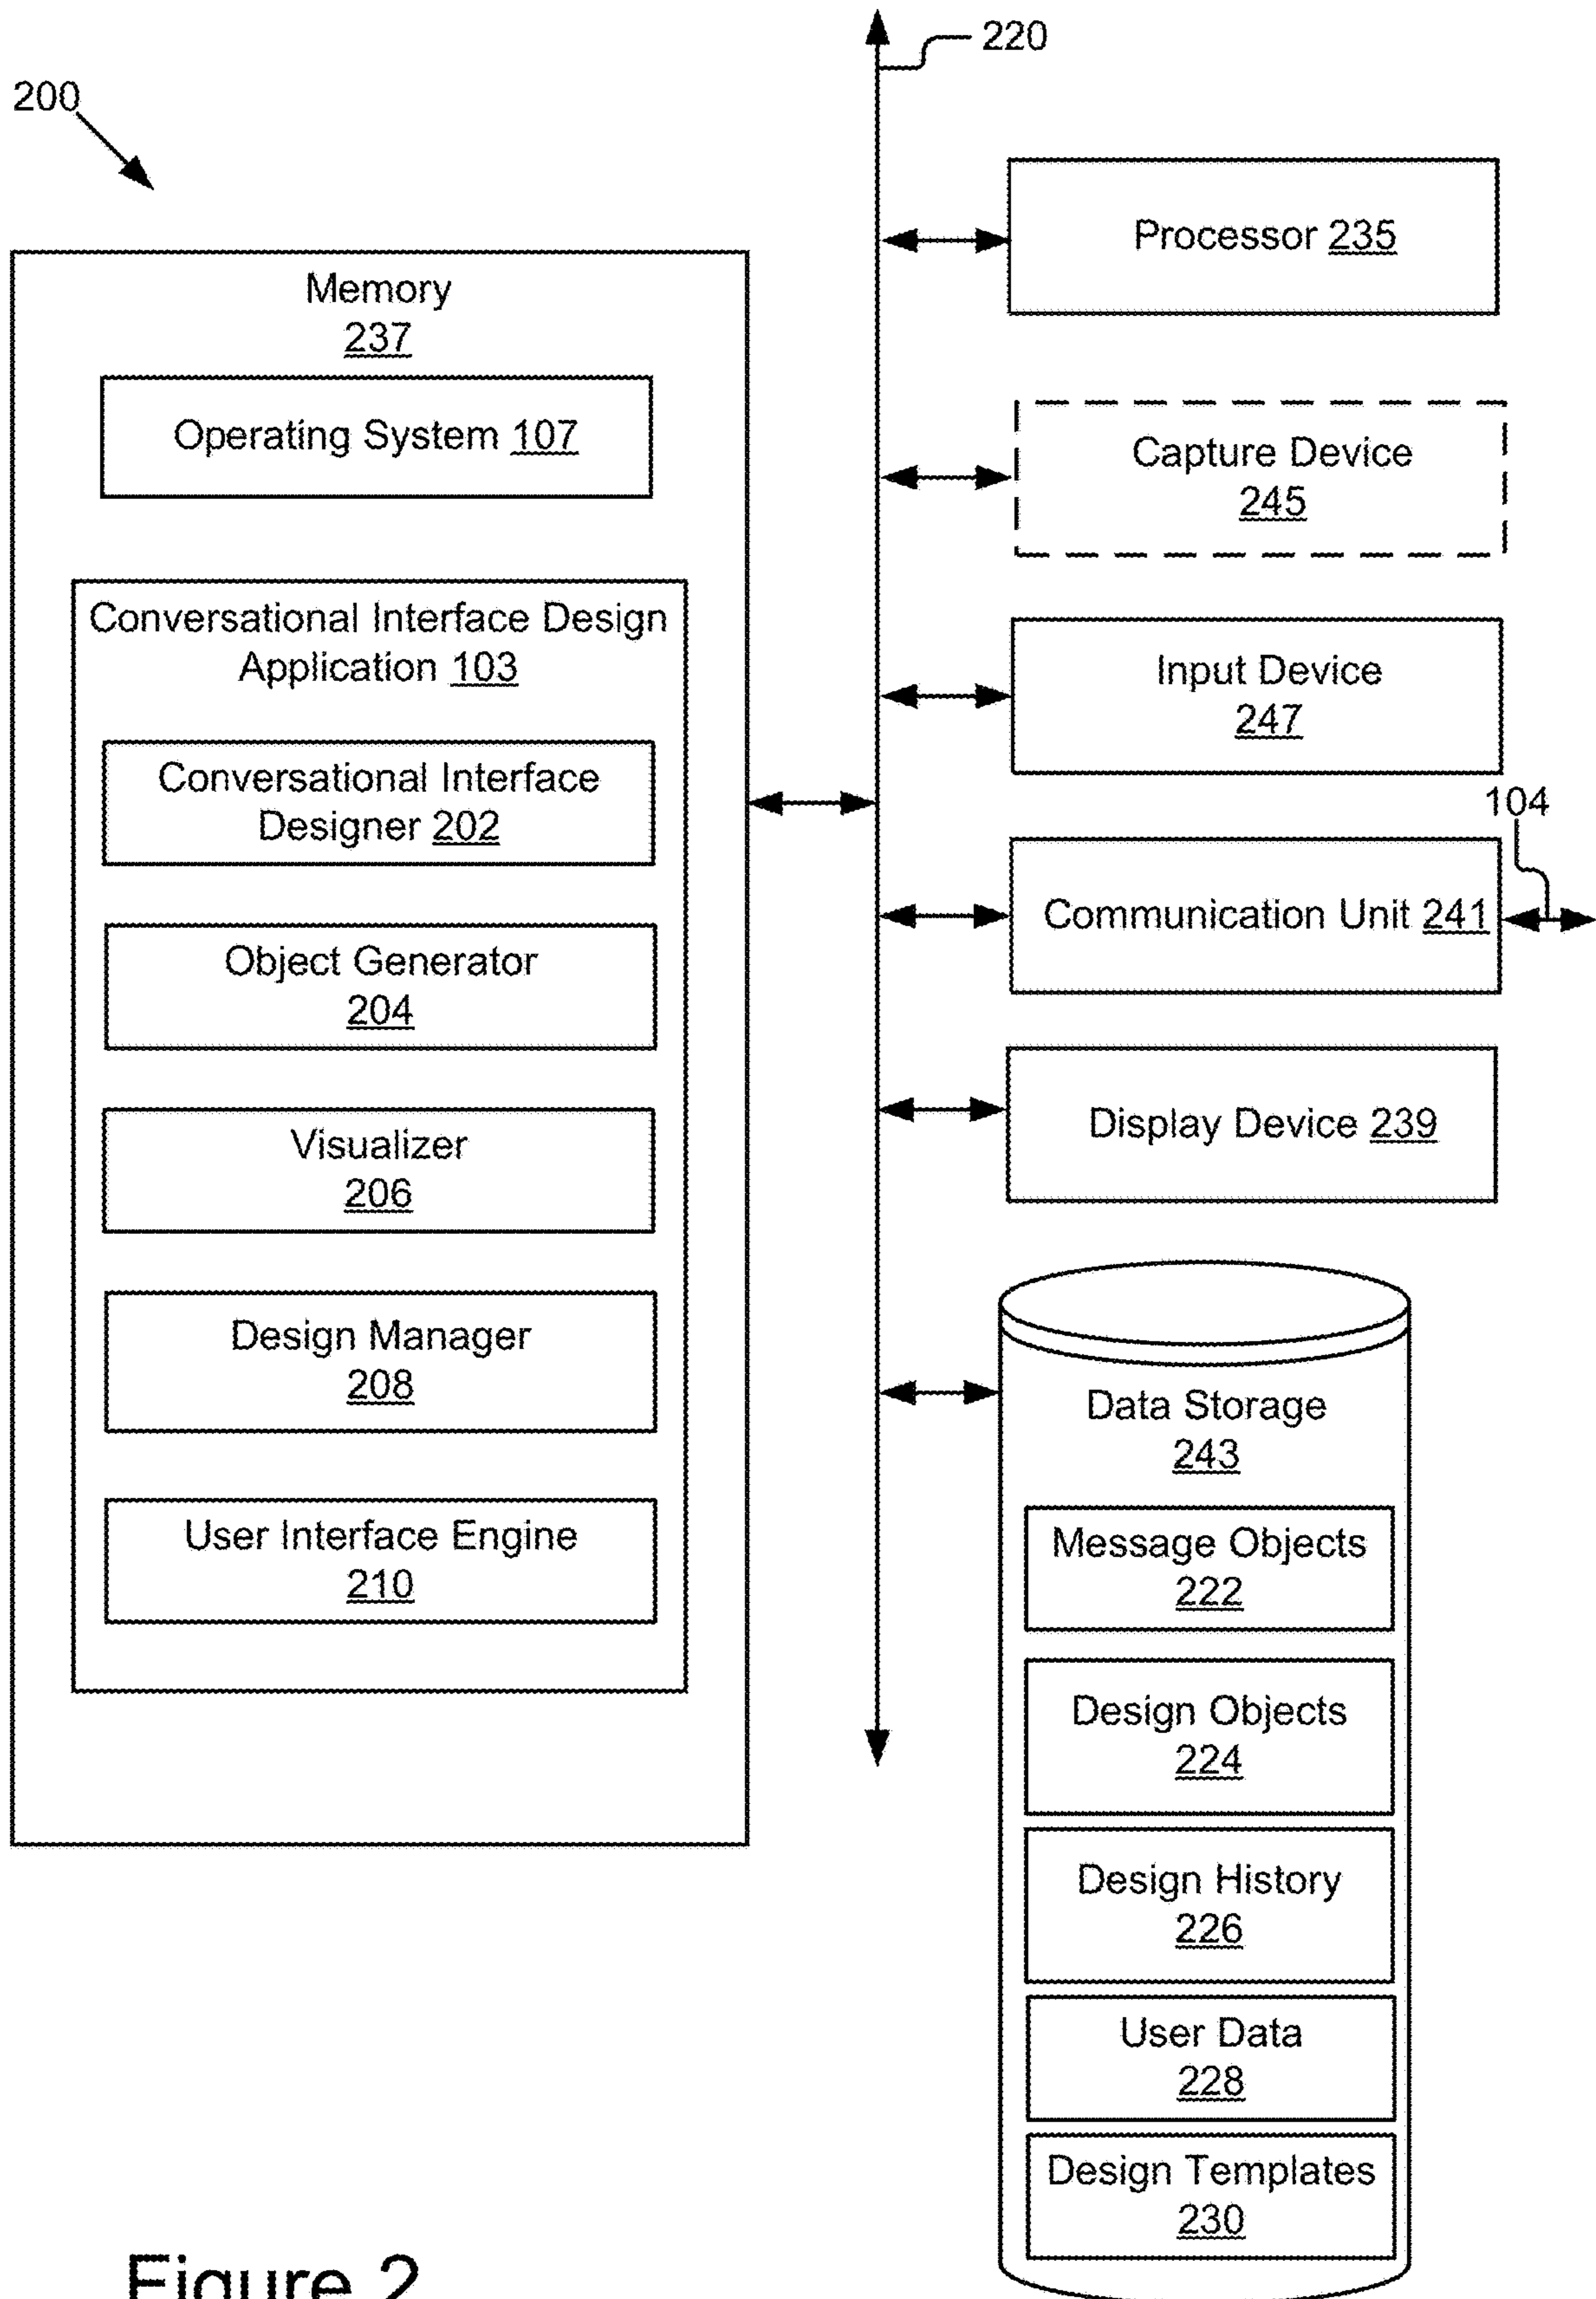 200
220
Memory
237
Operating System 107
Conversational Interface Design
Application 103
Conversational Interface
Designer 202
Object Generator
204
Visualizer
206
Design Manager
208
User Interface Engine
210
Processor 235
Capture Device
245
Input Device
247
104
Communication Unit 241
Display Device 239
Data Storage
243
Message Objects
222
Design Objects
224
Design History
226
User Data
228
Design Templates
230
Figure 2